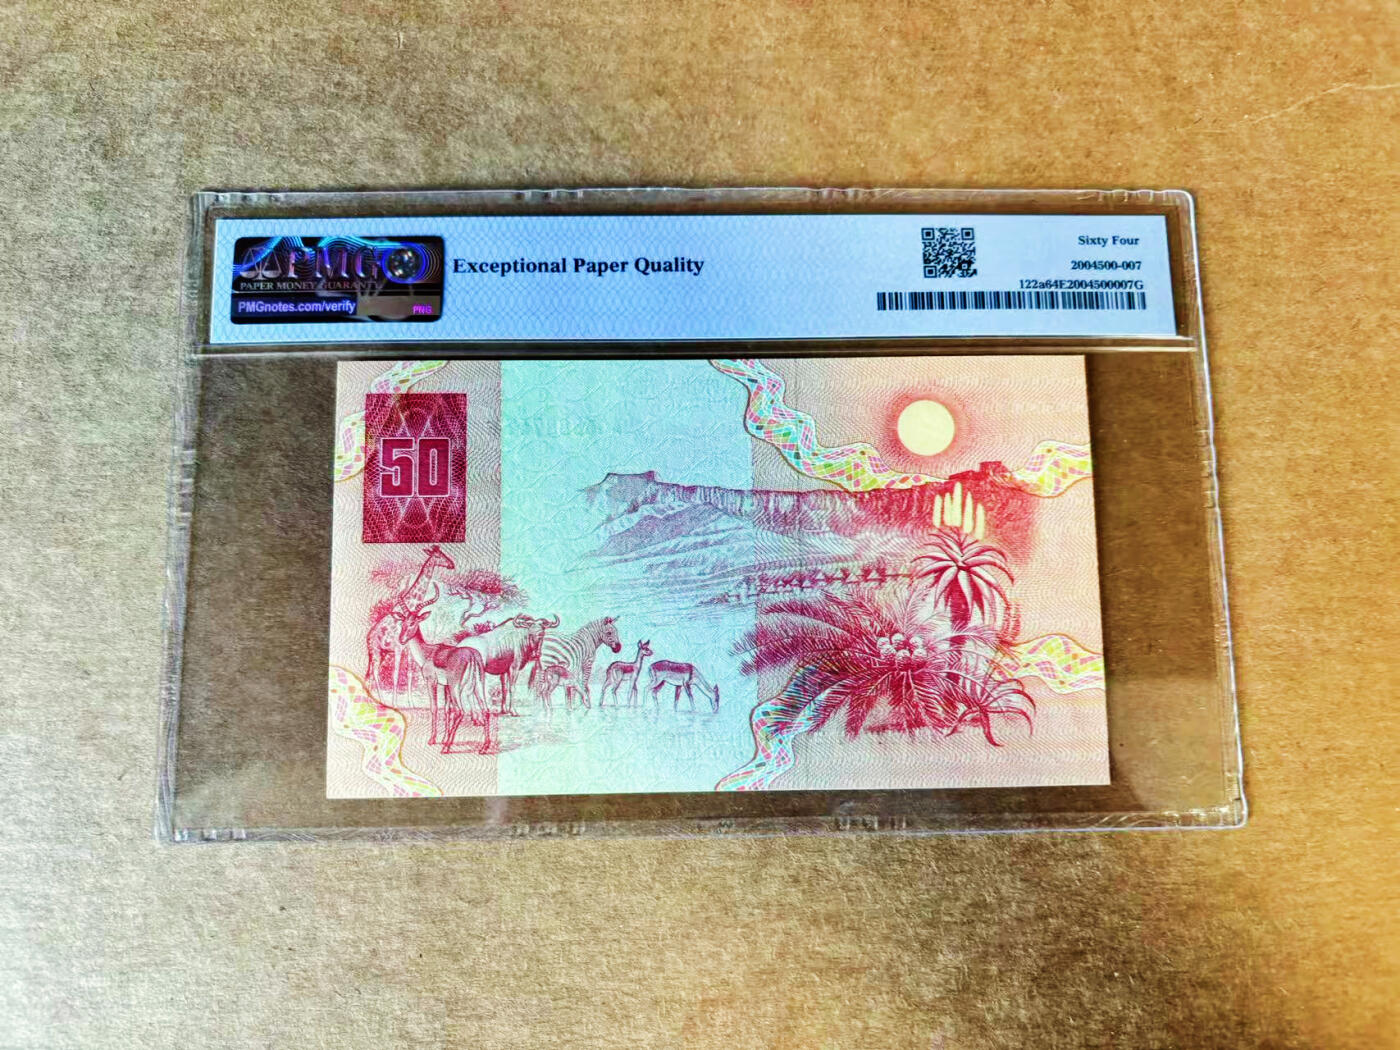 PMG
PAPER MONEY GUARANTY
PMGnotes.com/verify
PNG
Exceptional Paper Quality
Sixty Four
2004500-007
122a64E2004500007G
50